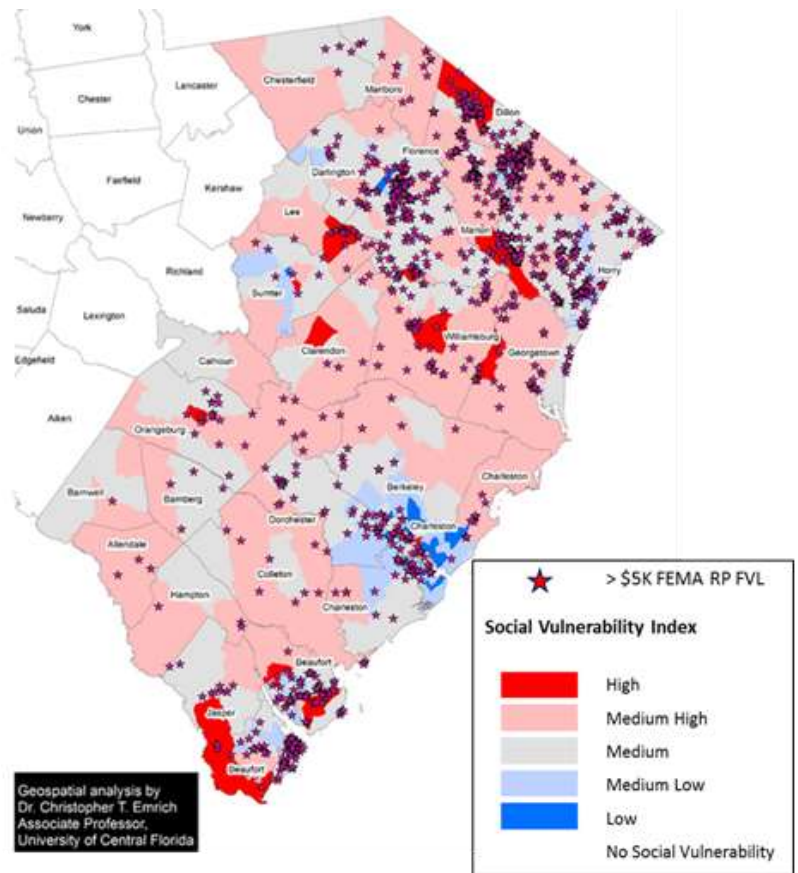 York
Chester
Lancaster
Union
Fairfield
Kershaw
Newberry
Richland
Saluda
Lexington
Edgefield
Aiken
Chesterfield
Marlboro
Dillon
Darlington
Florence
Lee
Marion
Horry
Sumter
Clarendon
Williamsburg
Georgetown
Calhoun
Orangeburg
Barnwell
Bamberg
Berkeley
Charleston
Charleston
Dorchester
Allendale
Colleton
Hampton
Charleston
Beaufort
Jasper
Beaufort
> $5K FEMA RP FVL
Social Vulnerability Index
High
Medium High
Medium
Medium Low
Low
No Social Vulnerability
Geospatial analysis by
Dr. Christopher T. Emrich
Associate Professor,
University of Central Florida